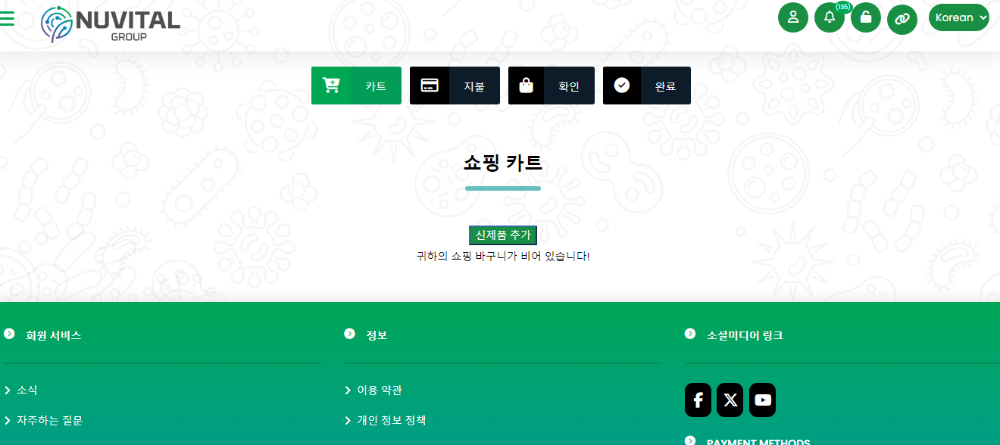 NUVITAL
GROUP
(135)
Korean
카트
지불
확인
완료
쇼핑 카트
신제품 추가
귀하의 쇼핑 바구니가 비어 있습니다!
회원 서비스
정보
소셜미디어 링크
소식
이용 약관
자주하는 질문
개인 정보 정책
PAYMENT METHODS